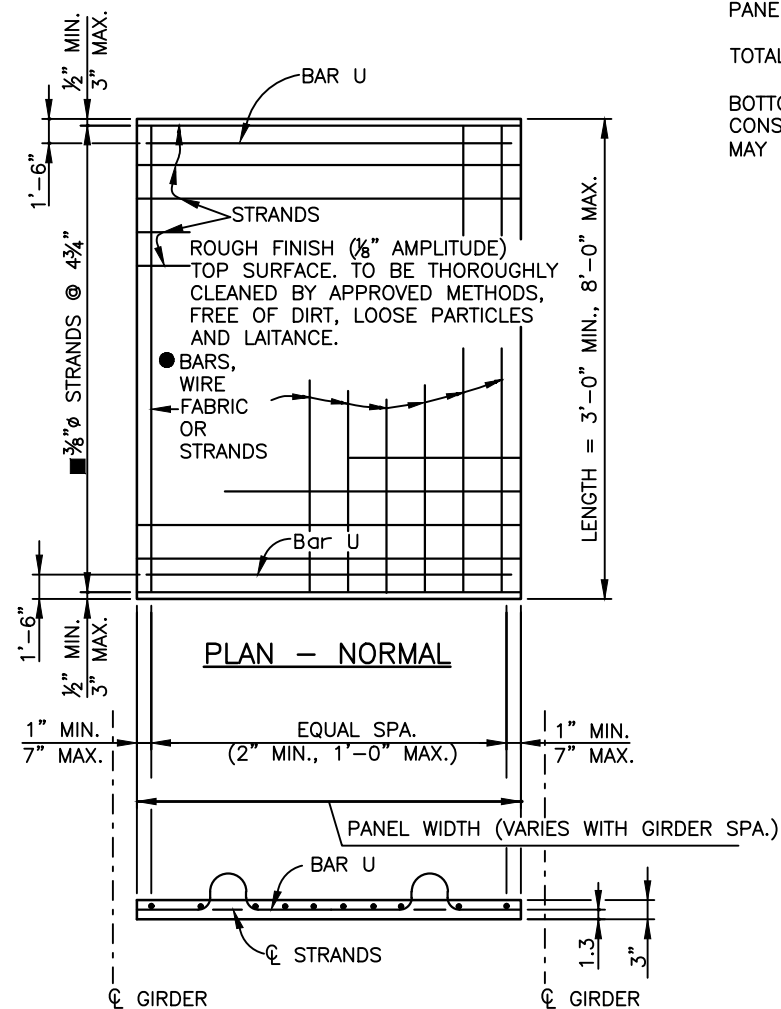 PANE
TOTAL
BOTTO
CONS
MAY
½" MIN.
3" MAX.
BAR U
1'-6"
STRANDS
ROUGH FINISH (⅛" AMPLITUDE)
TOP SURFACE. TO BE THOROUGHLY
CLEANED BY APPROVED METHODS,
FREE OF DIRT, LOOSE PARTICLES
AND LAITANCE.
■ ⅜"ø STRANDS @ 4¾"
LENGTH = 3'-0" MIN., 8'-0" MAX.
● BARS,
WIRE
FABRIC
OR
STRANDS
Bar U
1'-6"
½" MIN.
3" MAX.
PLAN – NORMAL
1" MIN.
7" MAX.
EQUAL SPA.
(2" MIN., 1'-0" MAX.)
1" MIN.
7" MAX.
PANEL WIDTH (VARIES WITH GIRDER SPA.)
BAR U
℄ STRANDS
1.3
3"
℄ GIRDER
℄ GIRDER